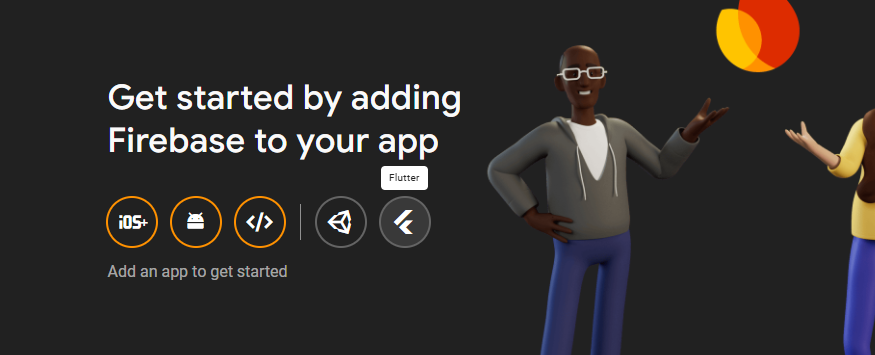 Get started by adding
Firebase to your app
Flutter
iOS+
</>
Add an app to get started